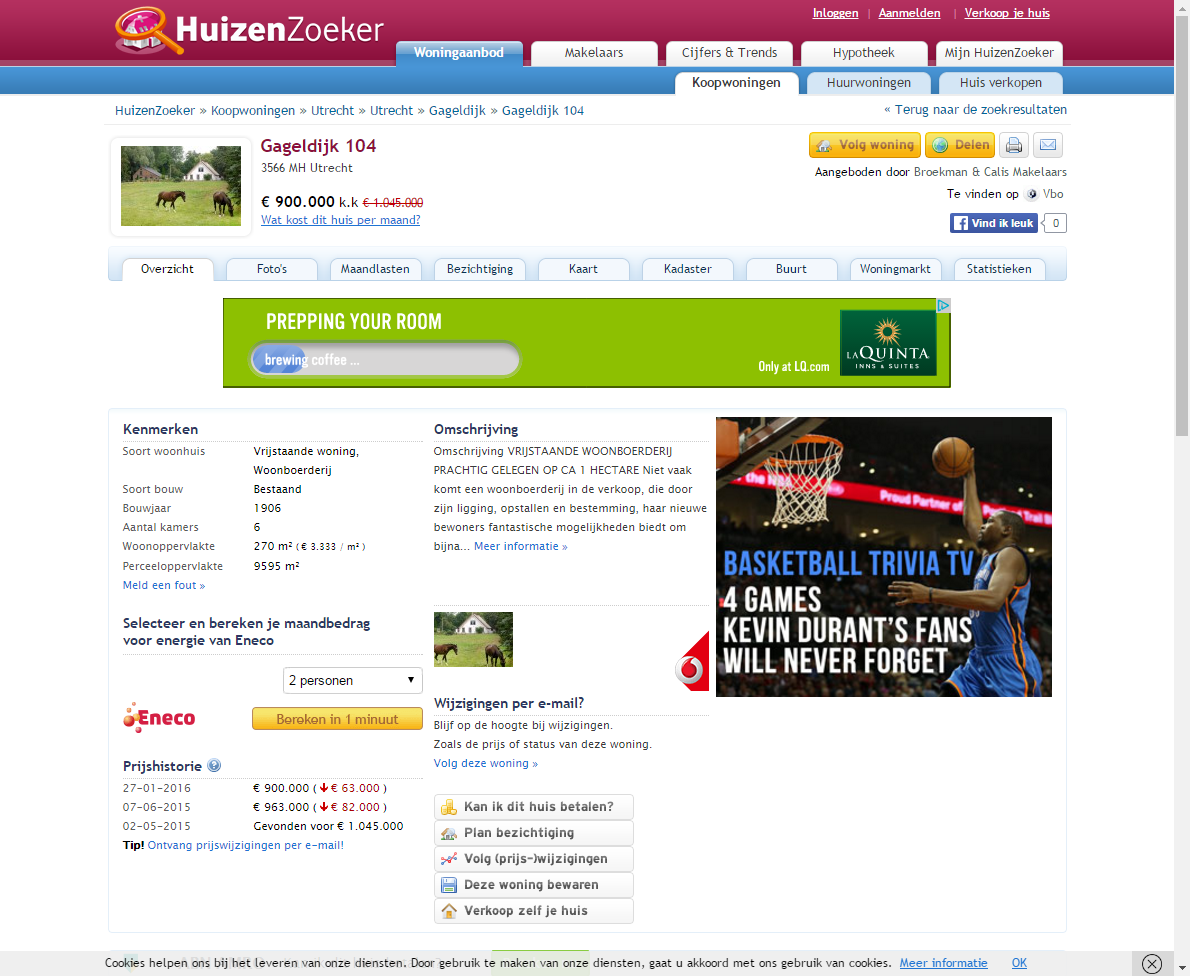 Inloggen | Aanmelden | Verkoop je huis
HuizenZoeker
Woningaanbod Makelaars Cijfers & Trends Hypotheek Mijn HuizenZoeker
Koopwoningen Huurwoningen Huis verkopen
HuizenZoeker » Koopwoningen » Utrecht » Utrecht » Gageldijk » Gageldijk 104
« Terug naar de zoekresultaten
Gageldijk 104
3566 MH Utrecht
€ 900.000 k.k € 1.045.000
Wat kost dit huis per maand?
Volg woning Delen
Aangeboden door Broekman & Calis Makelaars
Te vinden op Vbo
Vind ik leuk 0
Overzicht Foto's Maandlasten Bezichtiging Kaart Kadaster Buurt Woningmarkt Statistieken
PREPPING YOUR ROOM
brewing coffee ...
Only at LQ.com
LAQUINTA
INNS & SUITES
Kenmerken
Soort woonhuis Vrijstaande woning,
Woonboerderij
Soort bouw Bestaand
Bouwjaar 1906
Aantal kamers 6
Woonoppervlakte 270 m² ( € 3.333 / m² )
Perceeloppervlakte 9595 m²
Meld een fout »
Omschrijving
Omschrijving VRIJSTAANDE WOONBOERDERIJ
PRACHTIG GELEGEN OP CA 1 HECTARE Niet vaak
komt een woonboerderij in de verkoop, die door
zijn ligging, opstallen en bestemming, haar nieuwe
bewoners fantastische mogelijkheden biedt om
bijna... Meer informatie »
the NBA
Proud Partner of
BASKETBALL TRIVIA TV
4 GAMES
KEVIN DURANT'S FANS
WILL NEVER FORGET
Selecteer en bereken je maandbedrag
voor energie van Eneco
2 personen
Eneco
Bereken in 1 minuut
Prijshistorie ?
27-01-2016 € 900.000 ( € 63.000 )
07-06-2015 € 963.000 ( € 82.000 )
02-05-2015 Gevonden voor € 1.045.000
Tip! Ontvang prijswijzigingen per e-mail!
Wijzigingen per e-mail?
Blijf op de hoogte bij wijzigingen.
Zoals de prijs of status van deze woning.
Volg deze woning »
Kan ik dit huis betalen?
Plan bezichtiging
Volg (prijs-)wijzigingen
Deze woning bewaren
Verkoop zelf je huis
Cookies helpen ons bij het leveren van onze diensten. Door gebruik te maken van onze diensten, gaat u akkoord met ons gebruik van cookies. Meer informatie OK